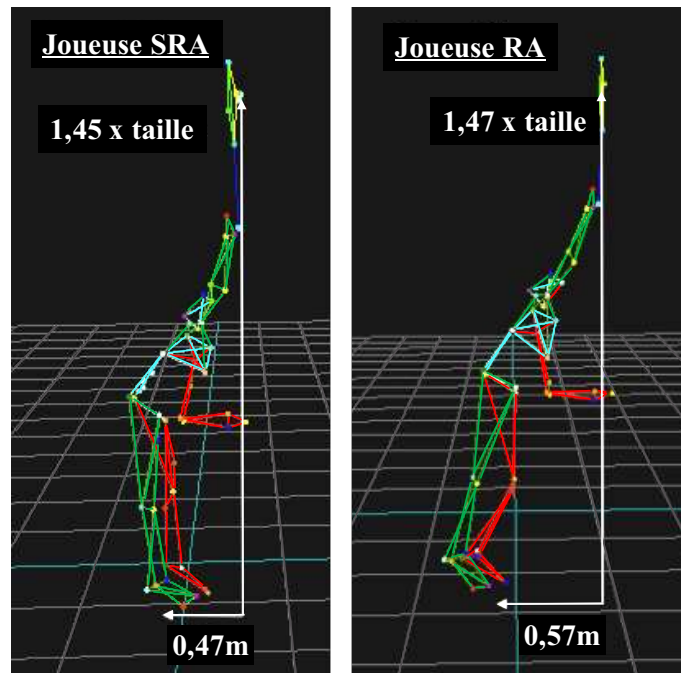 Joueuse SRA
1,45 x taille
0,47m
Joueuse RA
1,47 x taille
0,57m